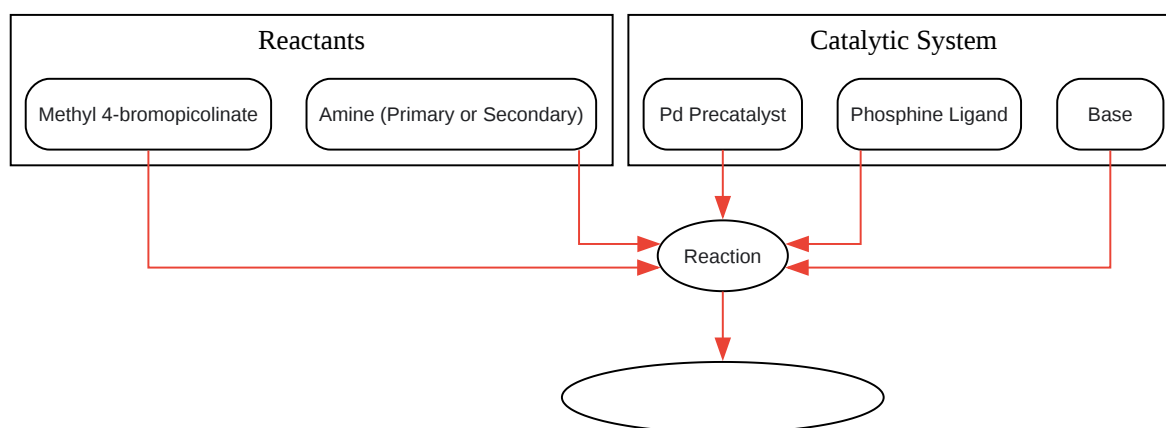 Reactants
Catalytic System
Methyl 4-bromopicolinate
Amine (Primary or Secondary)
Pd Precatalyst
Phosphine Ligand
Base
Reaction